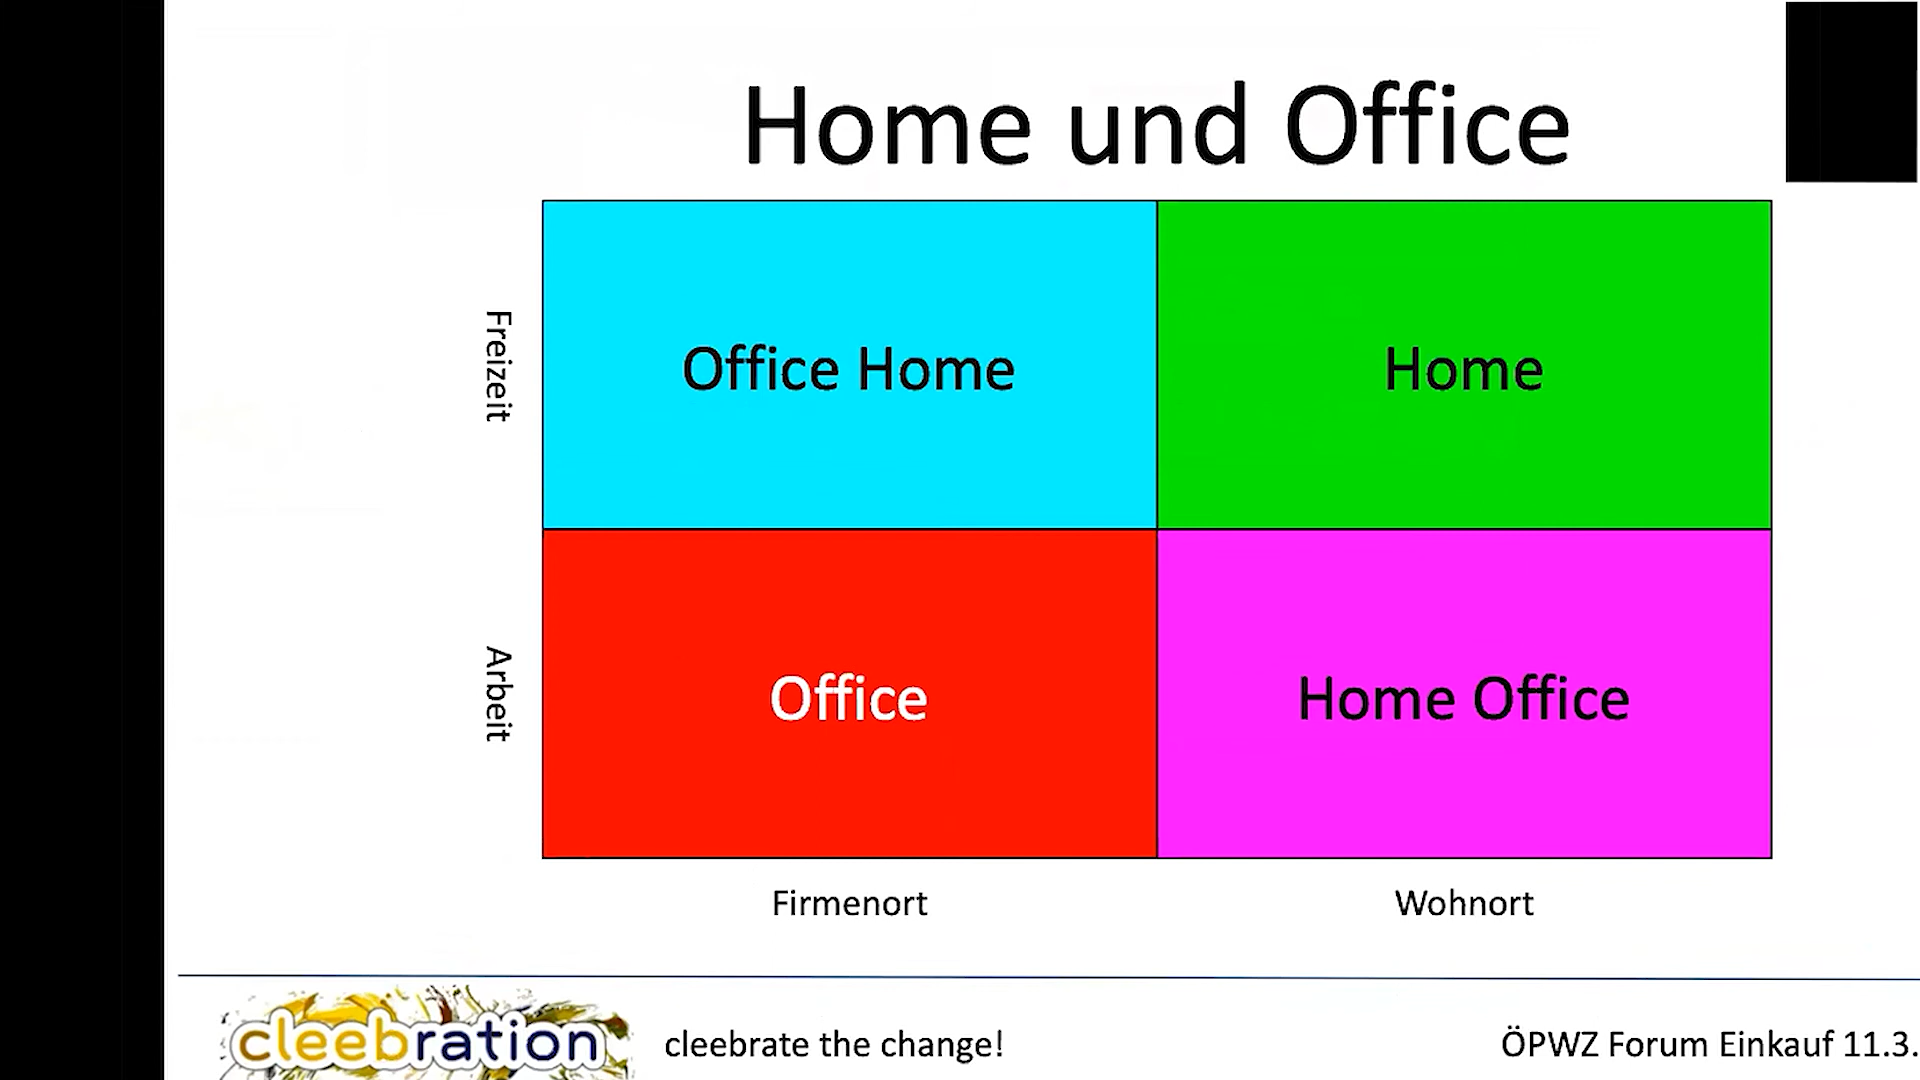 Home und Office
Freizeit
Office Home
Home
Arbeit
Office
Home Office
Firmenort
Wohnort
cleebration
cleebrate the change!
ÖPWZ Forum Einkauf 11.3.